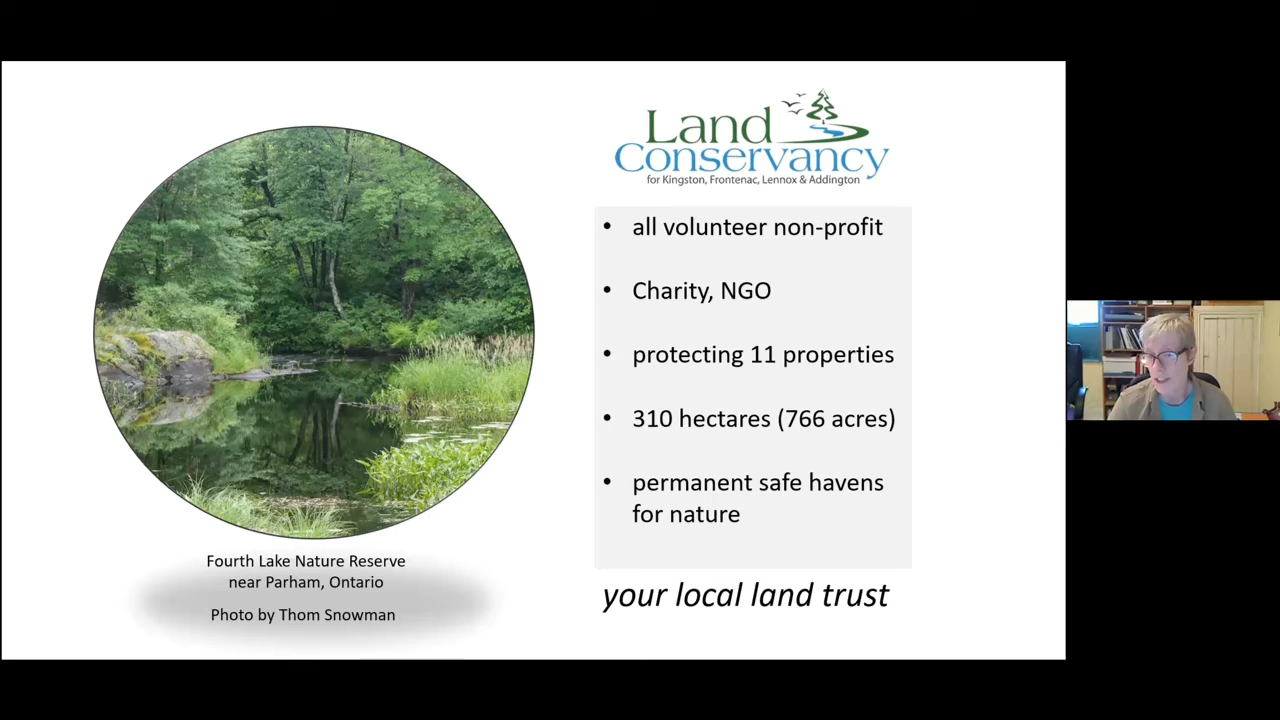 Land
Conservancy
for Kingston, Frontenac, Lennox & Addington
• all volunteer non-profit
• Charity, NGO
• protecting 11 properties
• 310 hectares (766 acres)
• permanent safe havens
for nature
your local land trust
Fourth Lake Nature Reserve
near Parham, Ontario
Photo by Thom Snowman